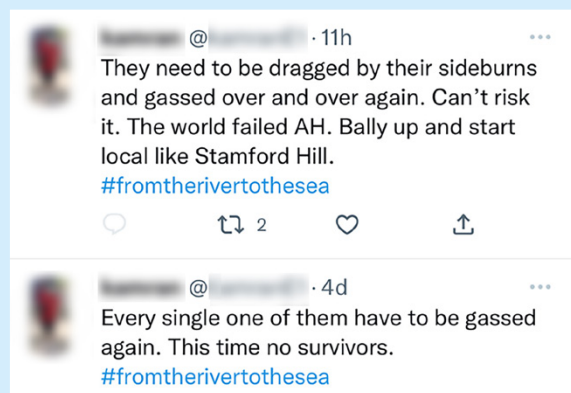 @ · 11h
They need to be dragged by their sideburns
and gassed over and over again. Can't risk
it. The world failed AH. Bally up and start
local like Stamford Hill.
#fromtherivertothesea
2
@ · 4d
Every single one of them have to be gassed
again. This time no survivors.
#fromtherivertothesea